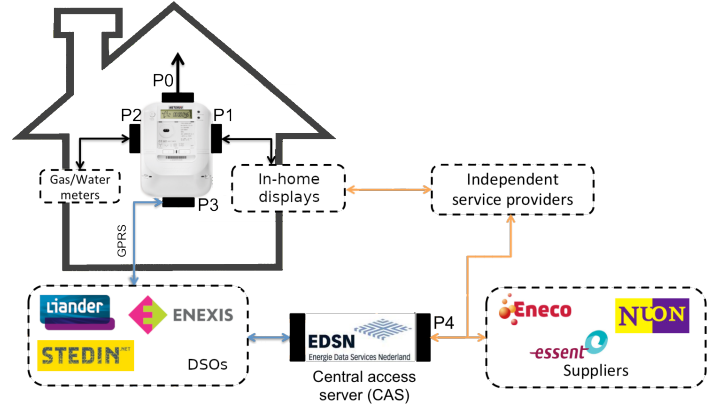 P0
P2
P1
Gas/Water
meters
In-home
displays
Independent
service providers
P3
GPRS
Liander
ENEXIS
STEDIN.NET
DSOs
EDSN
Energie Data Services Nederland
P4
Central access
server (CAS)
Eneco
NUON
essent
Suppliers